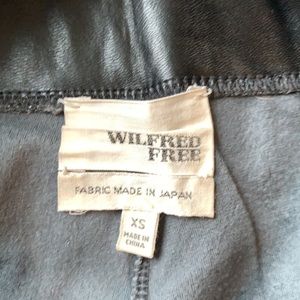 WILFRED
FREE
FABRIC MADE IN JAPAN
XS
MADE IN
CHINA